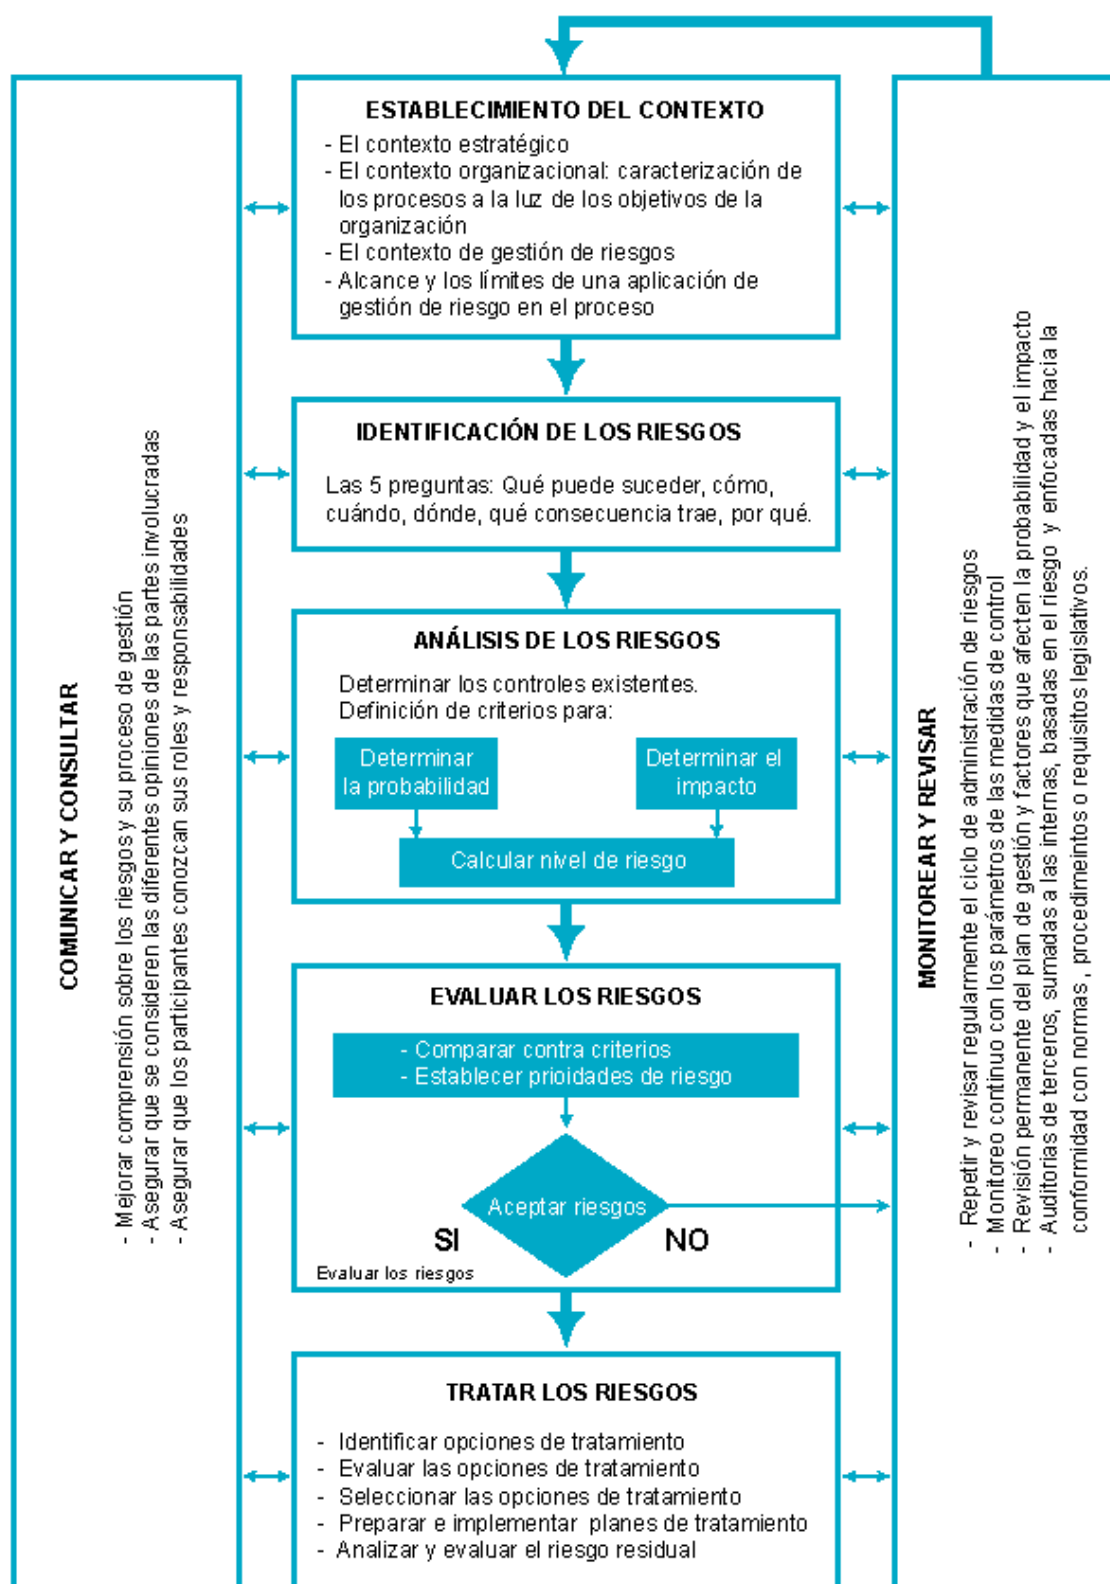 ESTABLECIMIENTO DEL CONTEXTO
- El contexto estratégico
- El contexto organizacional: caracterización de
los procesos a la luz de los objetivos de la
organización
- El contexto de gestión de riesgos
- Alcance y los límites de una aplicación de
gestión de riesgo en el proceso
IDENTIFICACIÓN DE LOS RIESGOS
Las 5 preguntas: Qué puede suceder, cómo,
cuándo, dónde, qué consecuencia trae, por qué.
ANÁLISIS DE LOS RIESGOS
Determinar los controles existentes.
Definición de criterios para:
Determinar
la probabilidad
Determinar el
impacto
Calcular nivel de riesgo
EVALUAR LOS RIESGOS
- Comparar contra criterios
- Establecer prioidades de riesgo
Aceptar riesgos
SI
NO
Evaluar los riesgos
TRATAR LOS RIESGOS
- Identificar opciones de tratamiento
- Evaluar las opciones de tratamiento
- Seleccionar las opciones de tratamiento
- Preparar e implementar planes de tratamiento
- Analizar y evaluar el riesgo residual
COMUNICAR Y CONSULTAR
- Mejorar comprensión sobre los riesgos y su proceso de gestión
- Asegurar que se consideren las diferentes opiniones de las partes involucradas
- Asegurar que los participantes conozcan sus roles y responsabilidades
MONITOREAR Y REVISAR
- Repetir y revisar regularmente el ciclo de administración de riesgos
- Monitoreo continuo con los parámetros de las medidas de control
- Revisión permanente del plan de gestión y factores que afecten la probabilidad y el impacto
- Auditorias de terceros, sumadas a las internas, basadas en el riesgo y enfocadas hacia la
conformidad con normas , procedimeintos o requisitos legislativos.